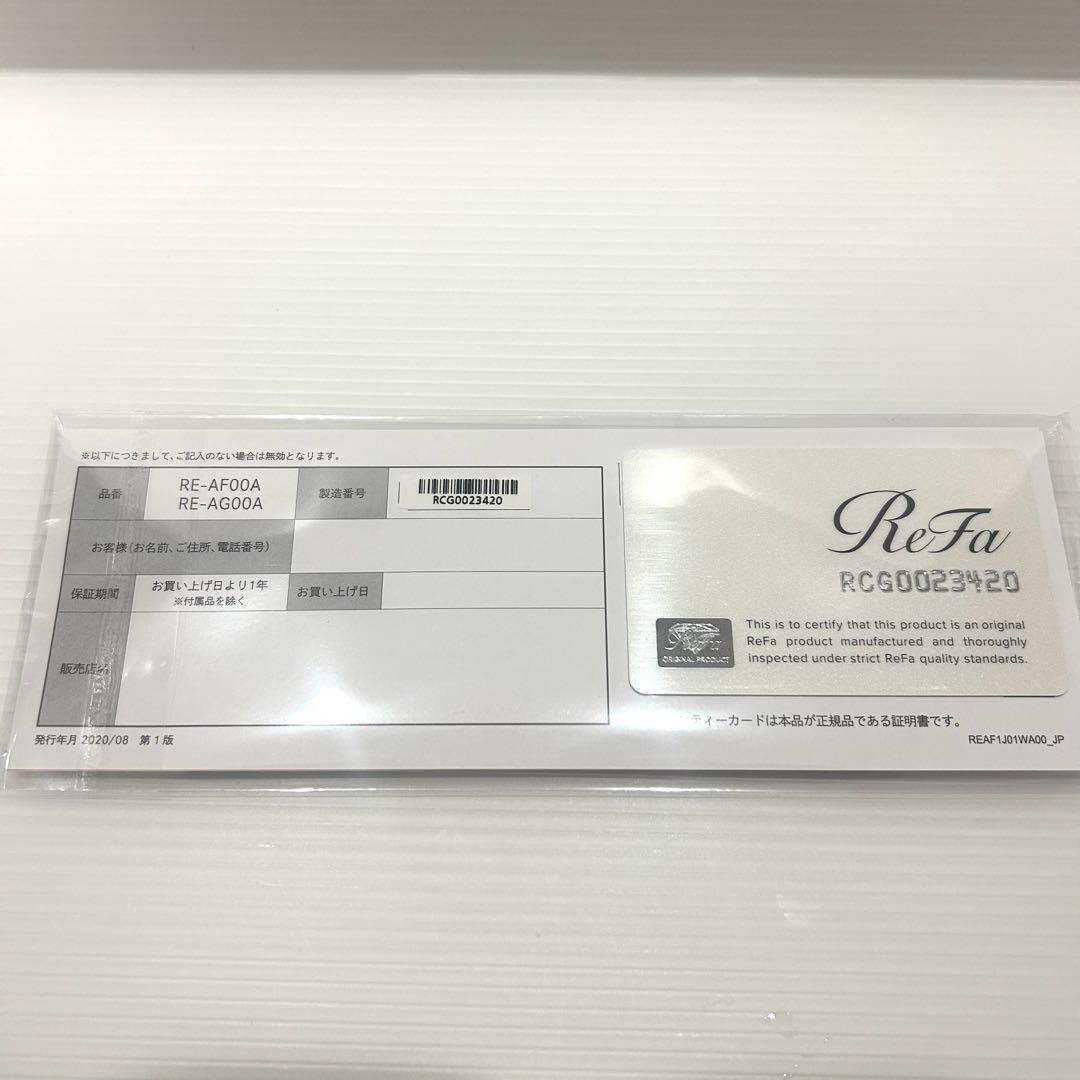 ※以下につきまして、ご記入のない場合は無効となります。
品番
RE-AF00A
RE-AG00A
製造番号
RCG0023420
お客様(お名前、ご住所、電話番号)
保証期間
お買い上げ日より1年
※付属品を除く
お買い上げ日
販売店
発行年月 2020/08 第1版
ReFa
RCG0023420
ReFa
ORIGINAL PRODUCT
This is to certify that this product is an original
ReFa product manufactured and thoroughly
inspected under strict ReFa quality standards.
ティーカードは本品が正規品である証明書です。
REAF1J01WA00_JP